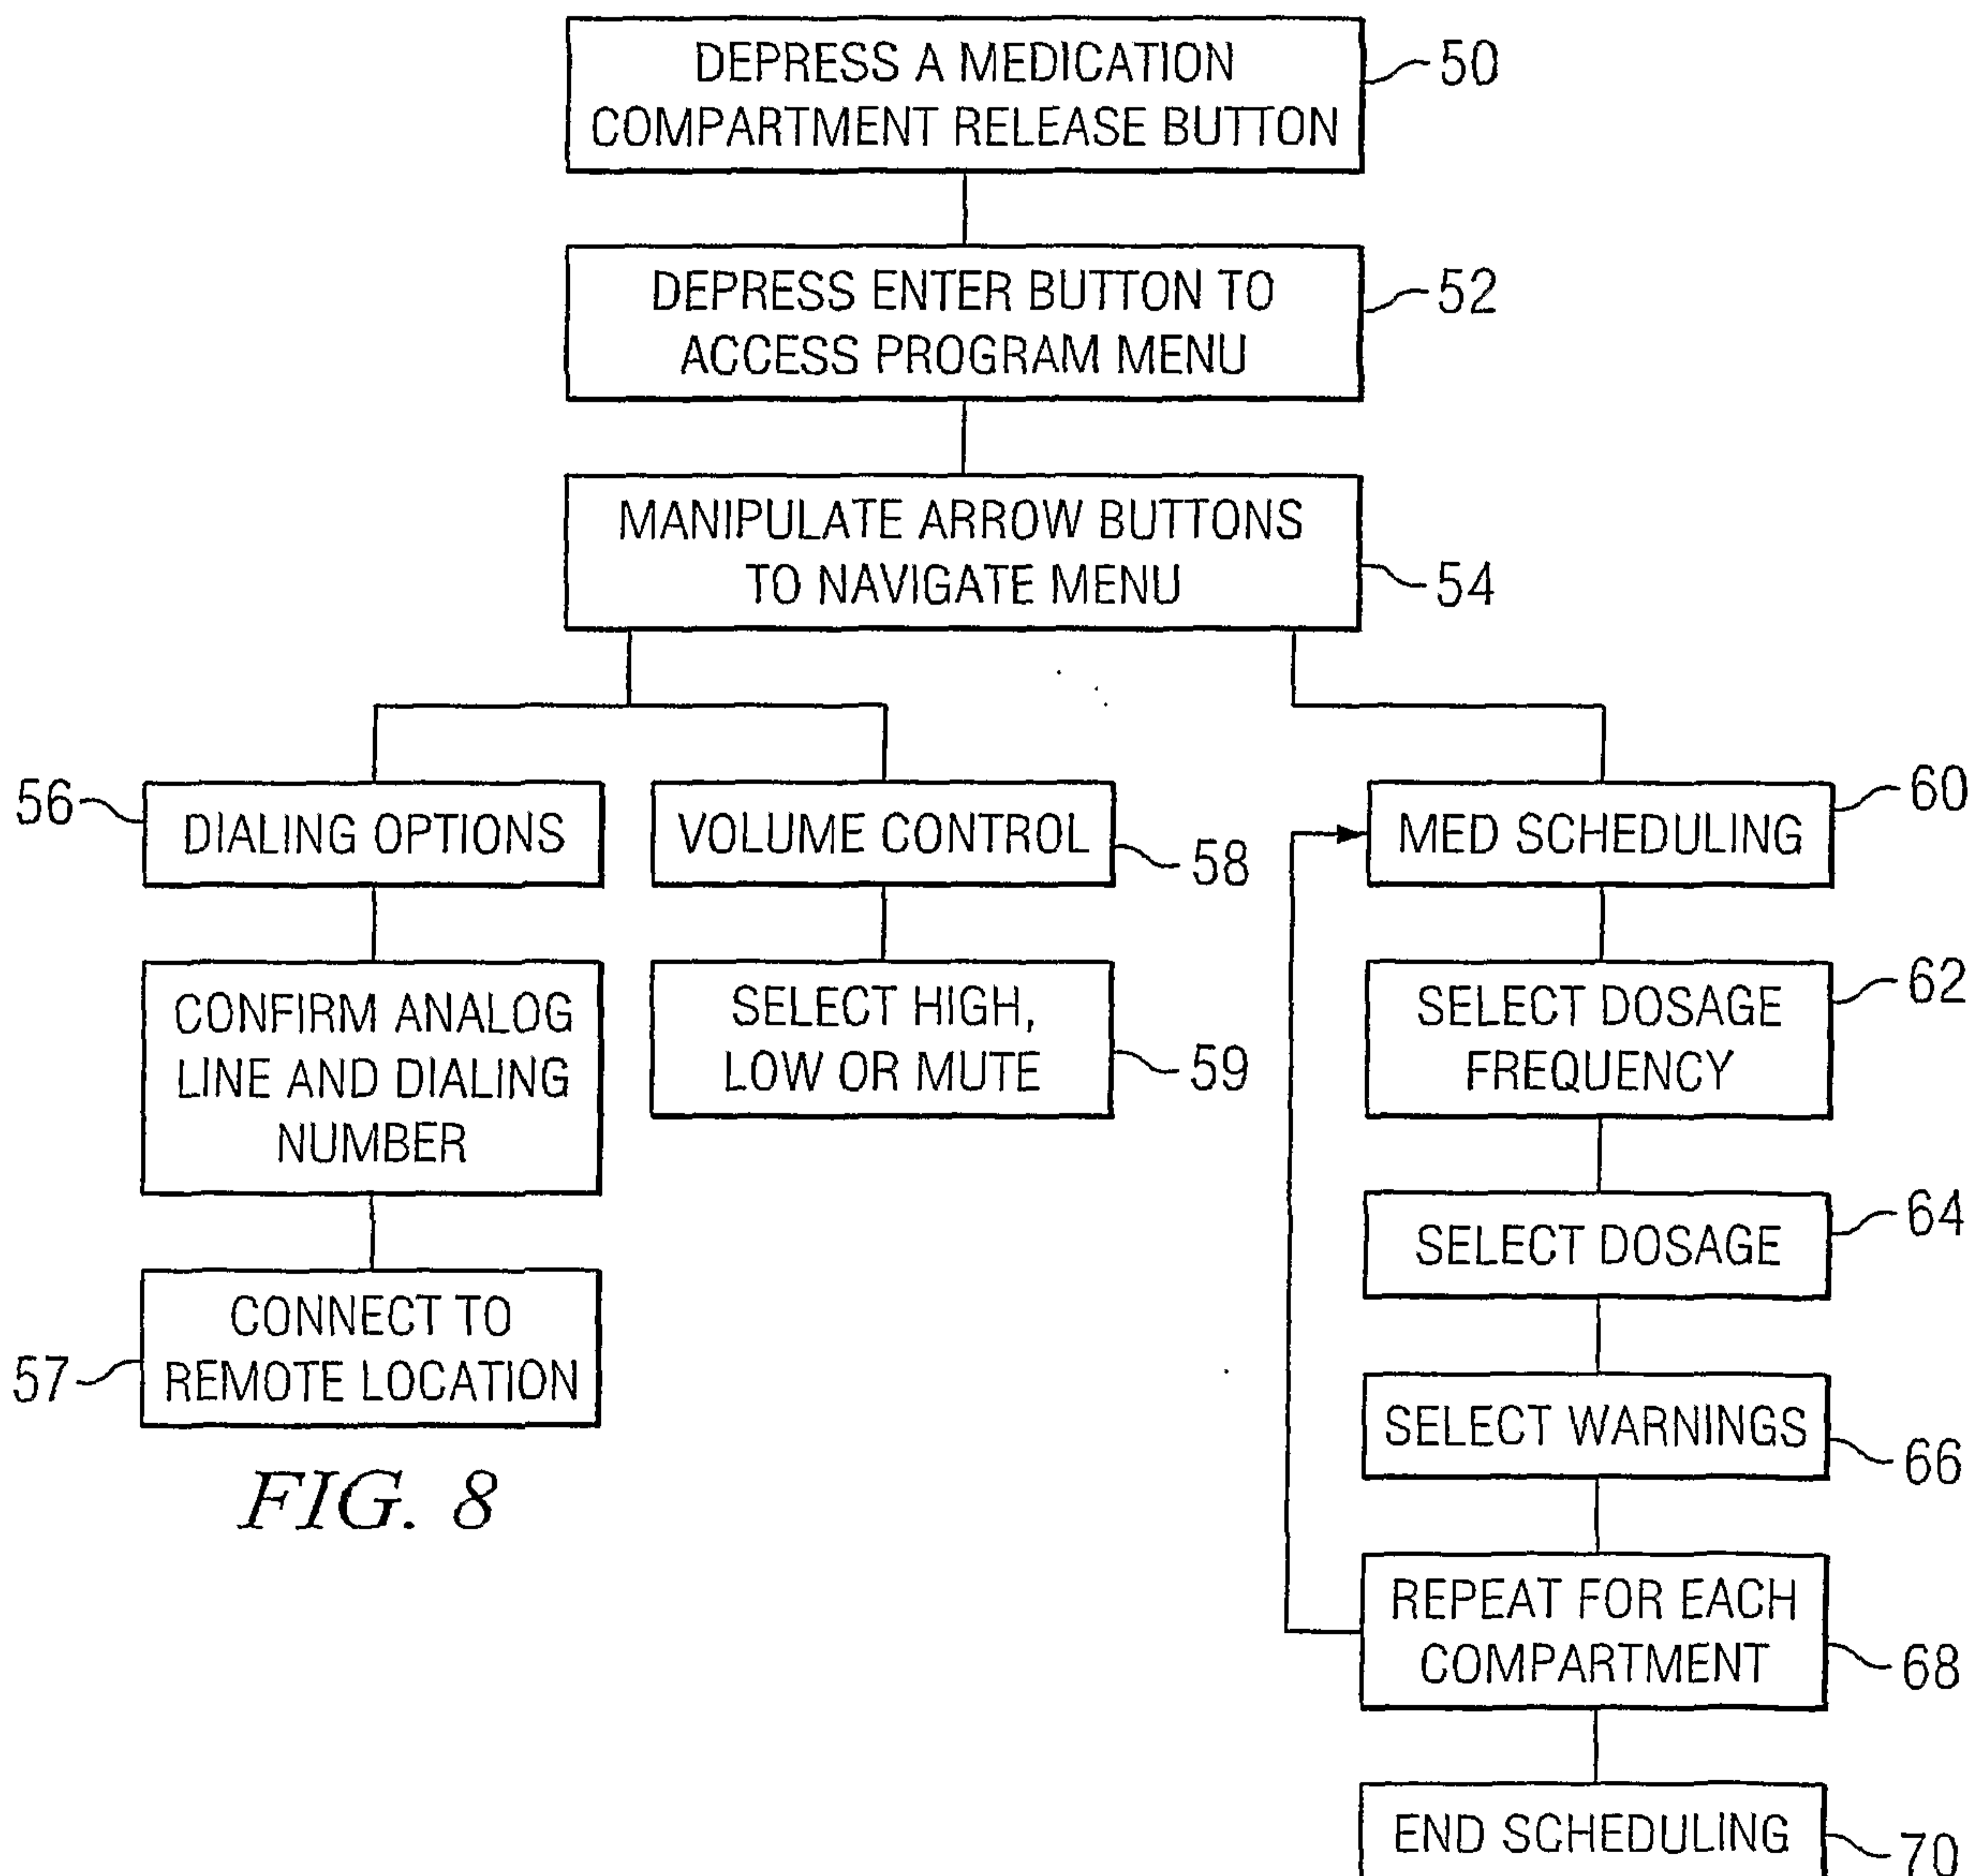 DEPRESS A MEDICATION
COMPARTMENT RELEASE BUTTON
50
DEPRESS ENTER BUTTON TO
ACCESS PROGRAM MENU
52
MANIPULATE ARROW BUTTONS
TO NAVIGATE MENU
54
56
DIALING OPTIONS
CONFIRM ANALOG
LINE AND DIALING
NUMBER
CONNECT TO
REMOTE LOCATION
57
VOLUME CONTROL
58
SELECT HIGH,
LOW OR MUTE
59
MED SCHEDULING
60
SELECT DOSAGE
FREQUENCY
62
SELECT DOSAGE
64
SELECT WARNINGS
66
REPEAT FOR EACH
COMPARTMENT
68
END SCHEDULING
70
FIG. 8